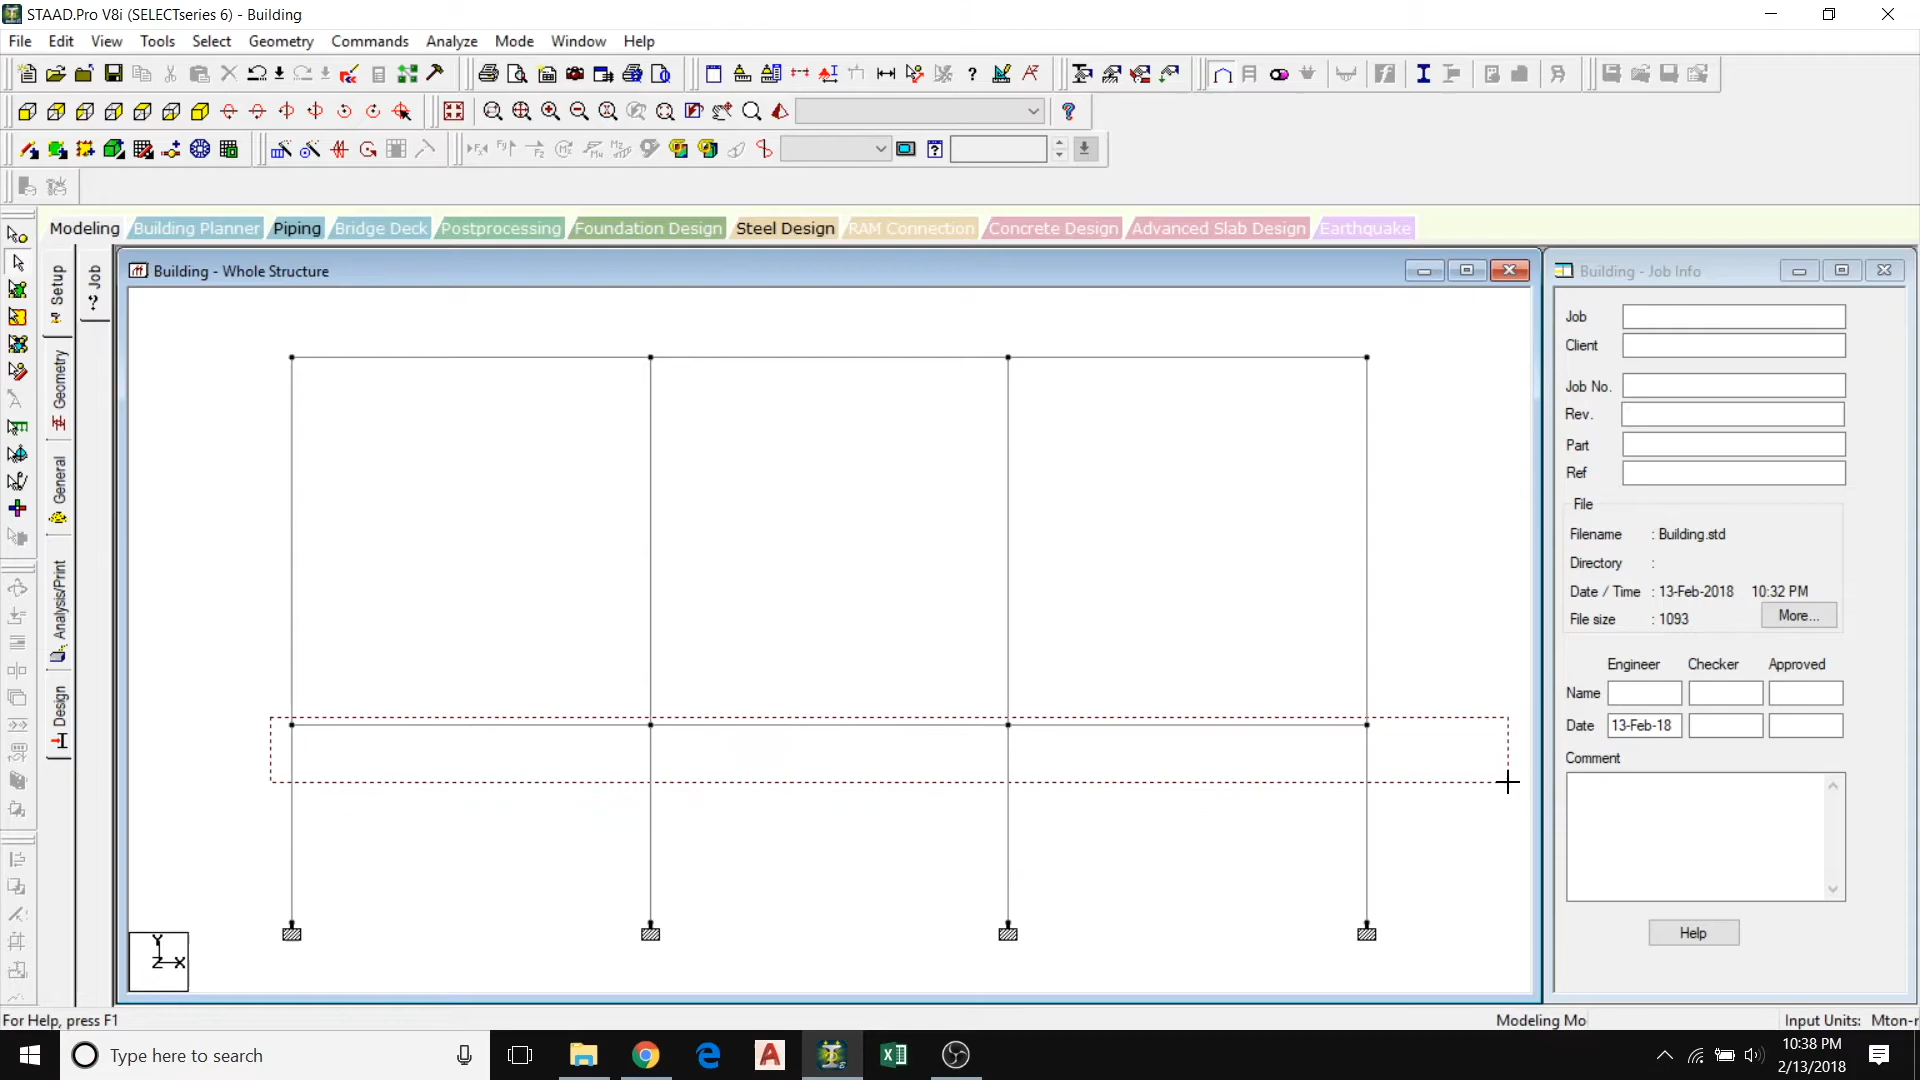 STAAD.Pro V8i (SELECTseries 6) - Building
File Edit View Tools Select Geometry Commands Analyze Mode Window Help
Modeling Building Planner Piping Bridge Deck Postprocessing Foundation Design Steel Design RAM Connection Concrete Design Advanced Slab Design Earthquake
Setup
Geometry
General
Analysis/Print
Design
Job
Building - Whole Structure
Y
Z X
Building - Job Info
Job
Client
Job No.
Rev.
Part
Ref
File
Filename : Building.std
Directory :
Date / Time : 13-Feb-2018 10:32 PM
File size : 1093 More...
Engineer Checker Approved
Name
Date 13-Feb-18
Comment
Help
For Help, press F1
Modeling Mo
Input Units: Mton-r
Type here to search
10:38 PM
2/13/2018